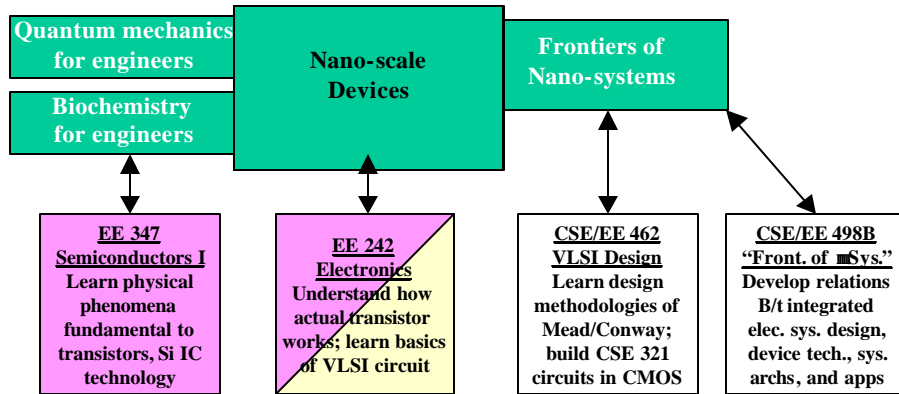 Quantum mechanics
for engineers
Biochemistry
for engineers
Nano-scale
Devices
Frontiers of
Nano-systems
EE 347
Semiconductors I
Learn physical
phenomena
fundamental to
transistors, Si IC
technology
EE 242
Electronics
Understand how
actual transistor
works; learn basics
of VLSI circuit
CSE/EE 462
VLSI Design
Learn design
methodologies of
Mead/Conway;
build CSE 321
circuits in CMOS
CSE/EE 498B
“Front. of Sys.”
Develop relations
B/t integrated
elec. sys. design,
device tech., sys.
archs, and apps